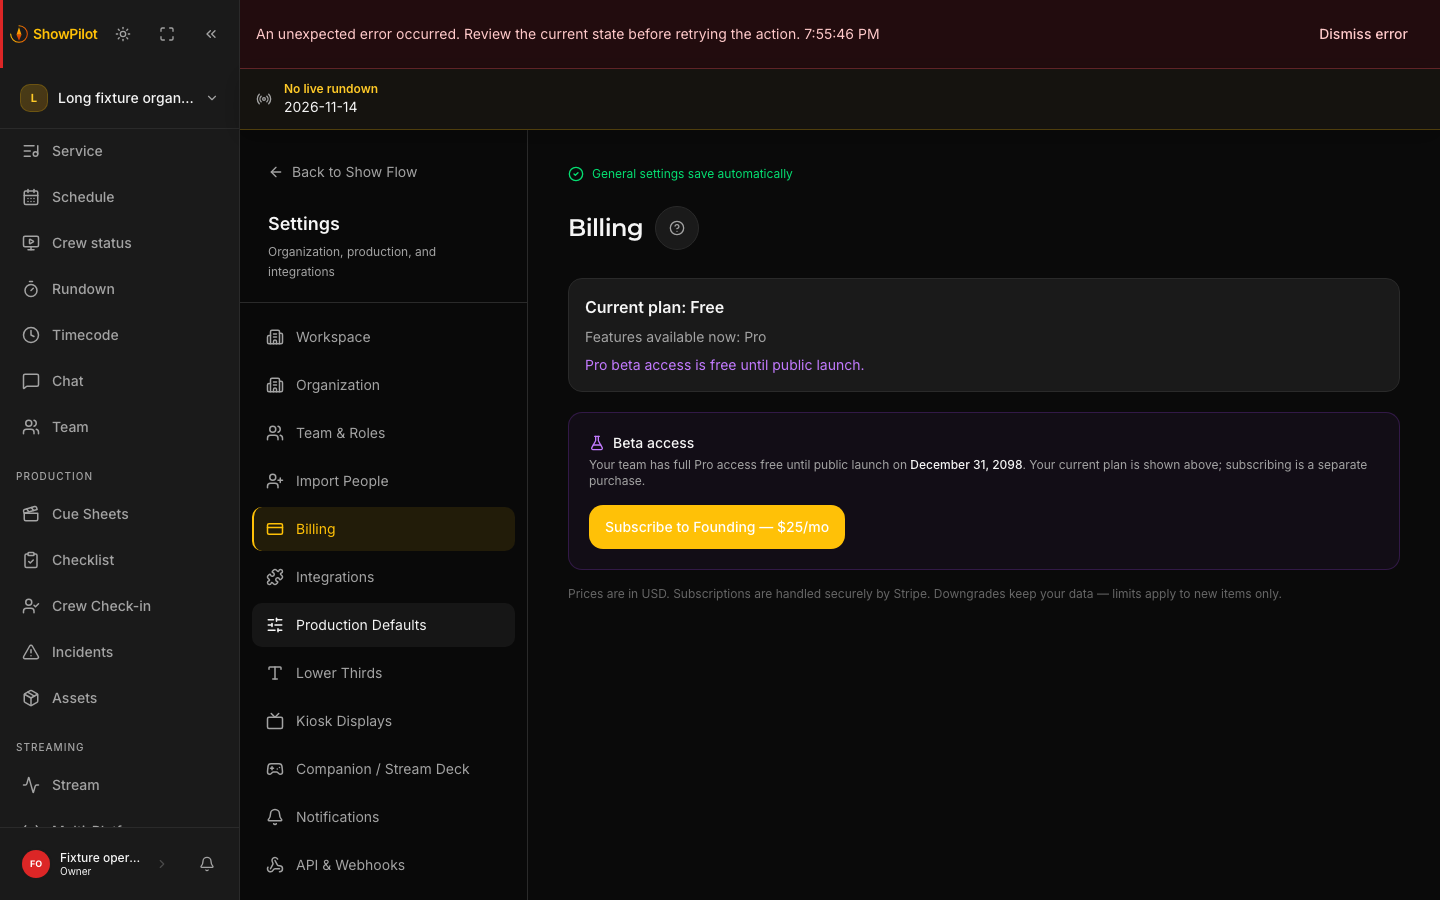 ShowPilot
An unexpected error occurred. Review the current state before retrying the action. 7:55:46 PM
Dismiss error
L
Long fixture organ...
No live rundown
2026-11-14
Service
Schedule
Crew status
Rundown
Timecode
Chat
Team
PRODUCTION
Cue Sheets
Checklist
Crew Check-in
Incidents
Assets
STREAMING
Stream
FO
Fixture oper...
Owner
Back to Show Flow
Settings
Organization, production, and
integrations
Workspace
Organization
Team & Roles
Import People
Billing
Integrations
Production Defaults
Lower Thirds
Kiosk Displays
Companion / Stream Deck
Notifications
API & Webhooks
General settings save automatically
Billing
Current plan: Free
Features available now: Pro
Pro beta access is free until public launch.
Beta access
Your team has full Pro access free until public launch on December 31, 2098. Your current plan is shown above; subscribing is a separate
purchase.
Subscribe to Founding — $25/mo
Prices are in USD. Subscriptions are handled securely by Stripe. Downgrades keep your data — limits apply to new items only.